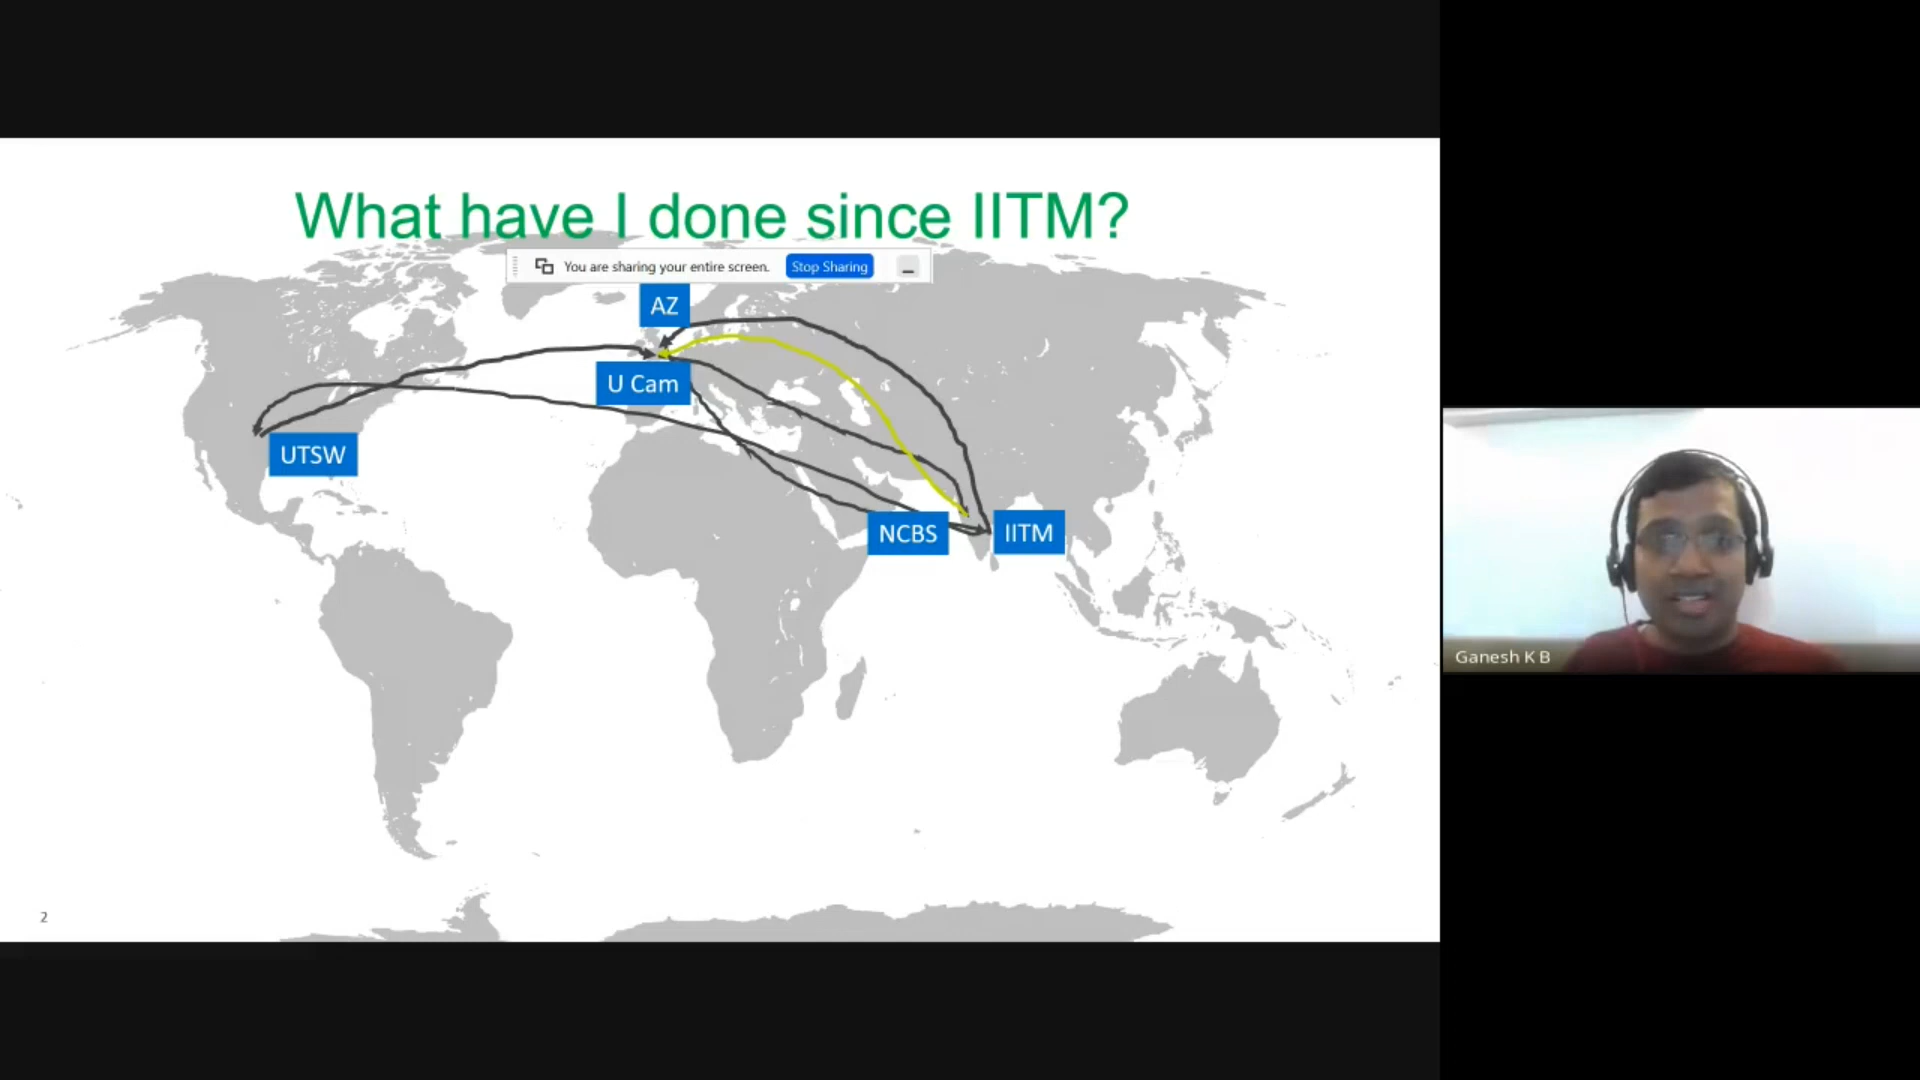 What have I done since IITM?
You are sharing your entire screen. Stop Sharing
AZ
U Cam
UTSW
NCBS
IITM
Ganesh K B
2